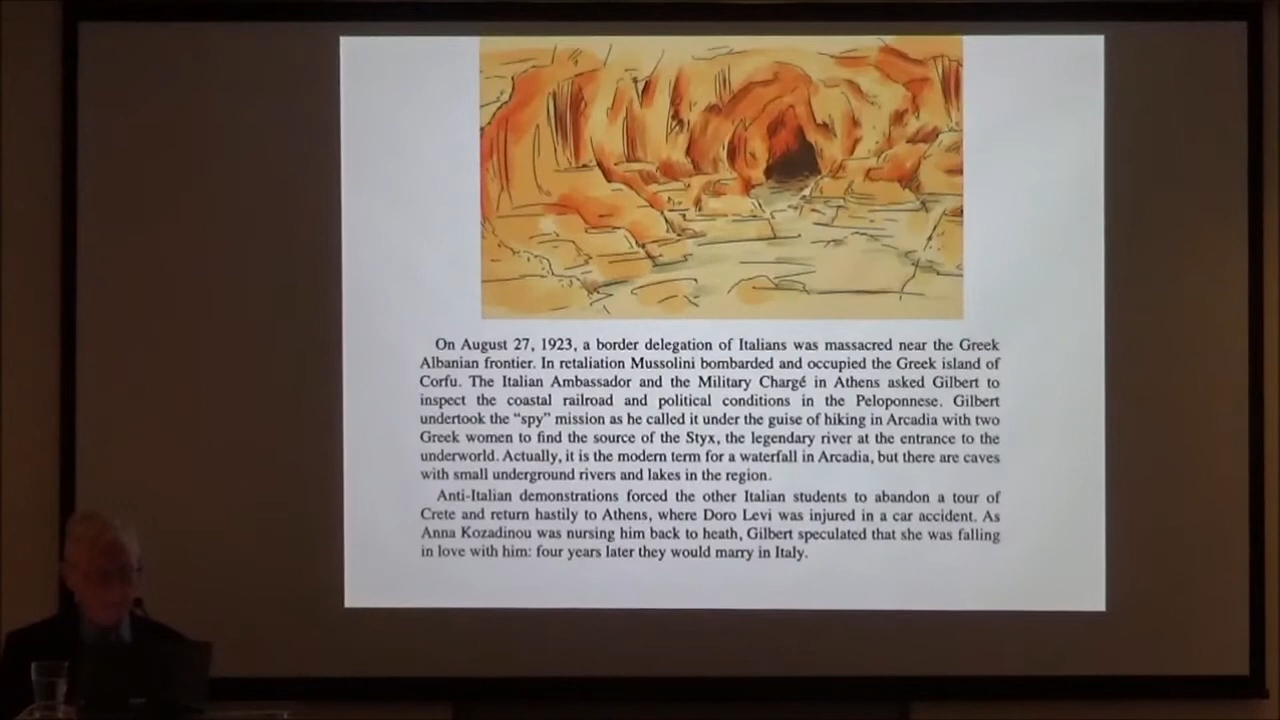 On August 27, 1923, a border delegation of Italians was massacred near the Greek
Albanian frontier. In retaliation Mussolini bombarded and occupied the Greek island of
Corfu. The Italian Ambassador and the Military Chargé in Athens asked Gilbert to
inspect the coastal railroad and political conditions in the Peloponnese. Gilbert
undertook the “spy” mission as he called it under the guise of hiking in Arcadia with two
Greek women to find the source of the Styx, the legendary river at the entrance to the
underworld. Actually, it is the modern term for a waterfall in Arcadia, but there are caves
with small underground rivers and lakes in the region.
Anti-Italian demonstrations forced the other Italian students to abandon a tour of
Crete and return hastily to Athens, where Doro Levi was injured in a car accident. As
Anna Kozadinou was nursing him back to heath, Gilbert speculated that she was falling
in love with him: four years later they would marry in Italy.